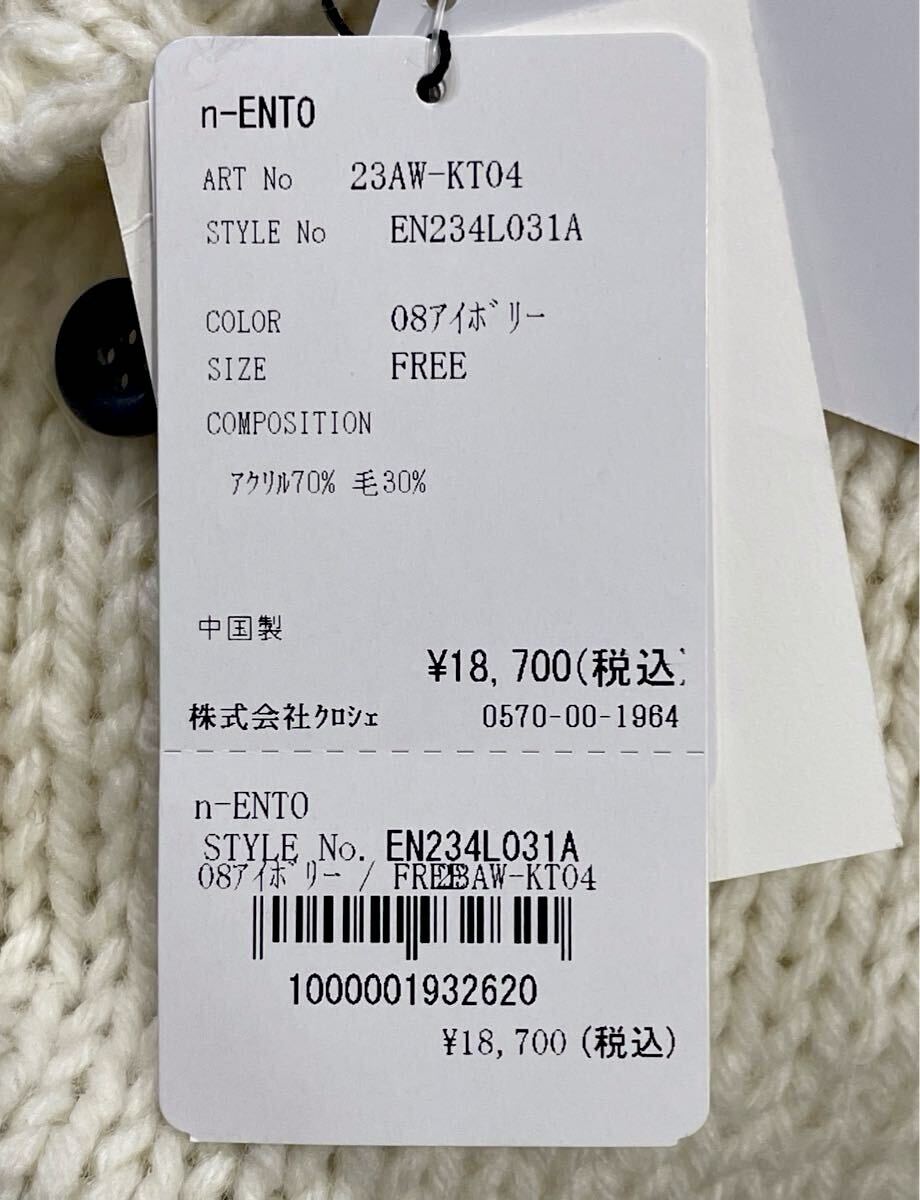 n-ENTO
ART No 23AW-KT04
STYLE No EN234L031A
COLOR 08ｱｲﾎﾞﾘｰ
SIZE FREE
COMPOSITION
ｱｸﾘﾙ70% 毛30%
中国製
¥18,700(税込)
株式会社ｸﾛｼｪ 0570-00-1964
n-ENTO
STYLE No. EN234L031A
08ｱｲﾎﾞﾘｰ / FREE 23AW-KT04
1000001932620
¥18,700 (税込)